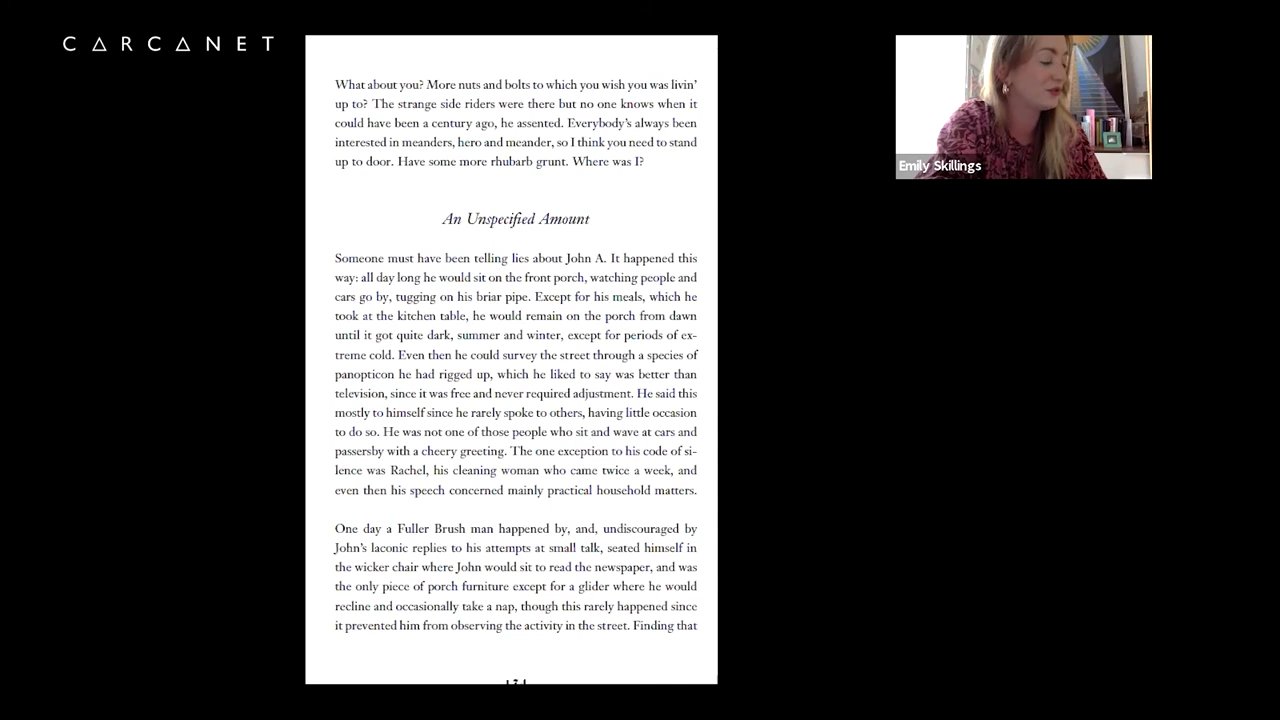 CARCANET
What about you? More nuts and bolts to which you wish you was livin’
up to? The strange side riders were there but no one knows when it
could have been a century ago, he assented. Everybody’s always been
interested in meanders, hero and meander, so I think you need to stand
up to door. Have some more rhubarb grunt. Where was I?
An Unspecified Amount
Someone must have been telling lies about John A. It happened this
way: all day long he would sit on the front porch, watching people and
cars go by, tugging on his briar pipe. Except for his meals, which he
took at the kitchen table, he would remain on the porch from dawn
until it got quite dark, summer and winter, except for periods of ex-
treme cold. Even then he could survey the street through a species of
panopticon he had rigged up, which he liked to say was better than
television, since it was free and never required adjustment. He said this
mostly to himself since he rarely spoke to others, having little occasion
to do so. He was not one of those people who sit and wave at cars and
passersby with a cheery greeting. The one exception to his code of si-
lence was Rachel, his cleaning woman who came twice a week, and
even then his speech concerned mainly practical household matters.
One day a Fuller Brush man happened by, and, undiscouraged by
John’s laconic replies to his attempts at small talk, seated himself in
the wicker chair where John would sit to read the newspaper, and was
the only piece of porch furniture except for a glider where he would
recline and occasionally take a nap, though this rarely happened since
it prevented him from observing the activity in the street. Finding that
Emily Skillings